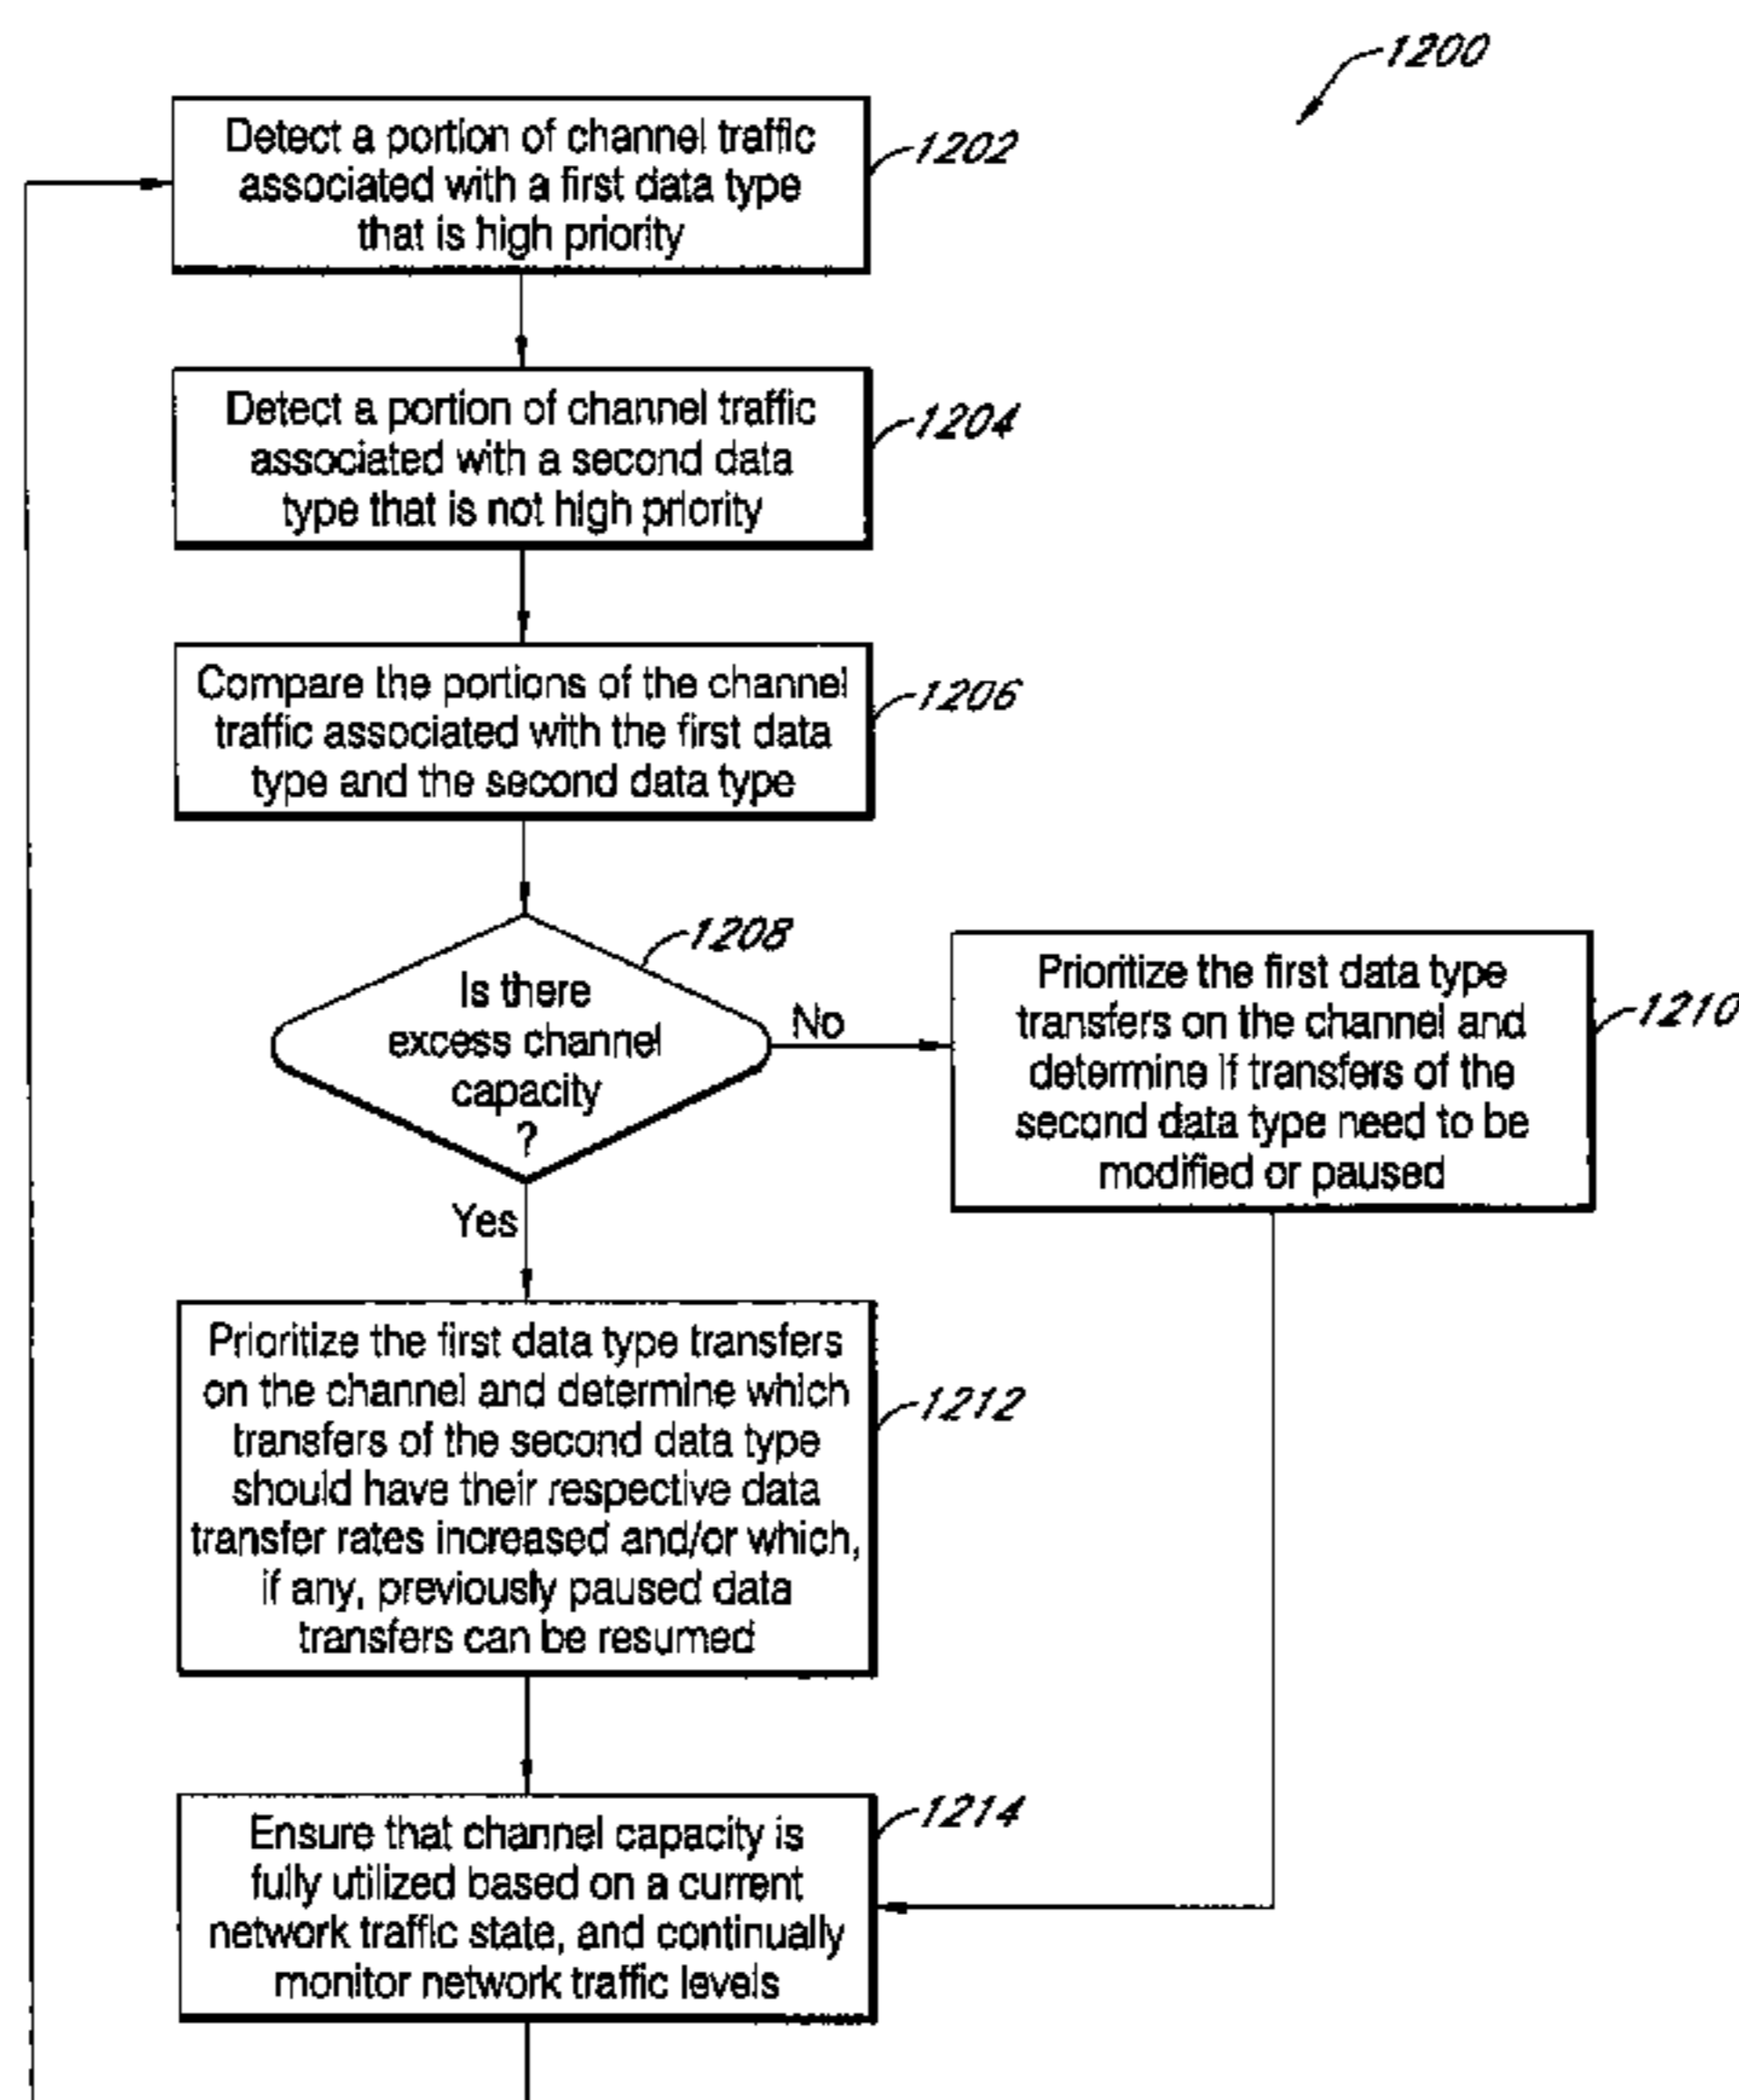 1200
Detect a portion of channel traffic
associated with a first data type
that is high priority
1202
Detect a portion of channel traffic
associated with a second data
type that is not high priority
1204
Compare the portions of the channel
traffic associated with the first data
type and the second data type
1206
Is there
excess channel
capacity
?
1208
No
Prioritize the first data type
transfers on the channel and
determine if transfers of the
second data type need to be
modified or paused
1210
Yes
Prioritize the first data type transfers
on the channel and determine which
transfers of the second data type
should have their respective data
transfer rates increased and/or which,
if any, previously paused data
transfers can be resumed
1212
Ensure that channel capacity is
fully utilized based on a current
network traffic state, and continually
monitor network traffic levels
1214